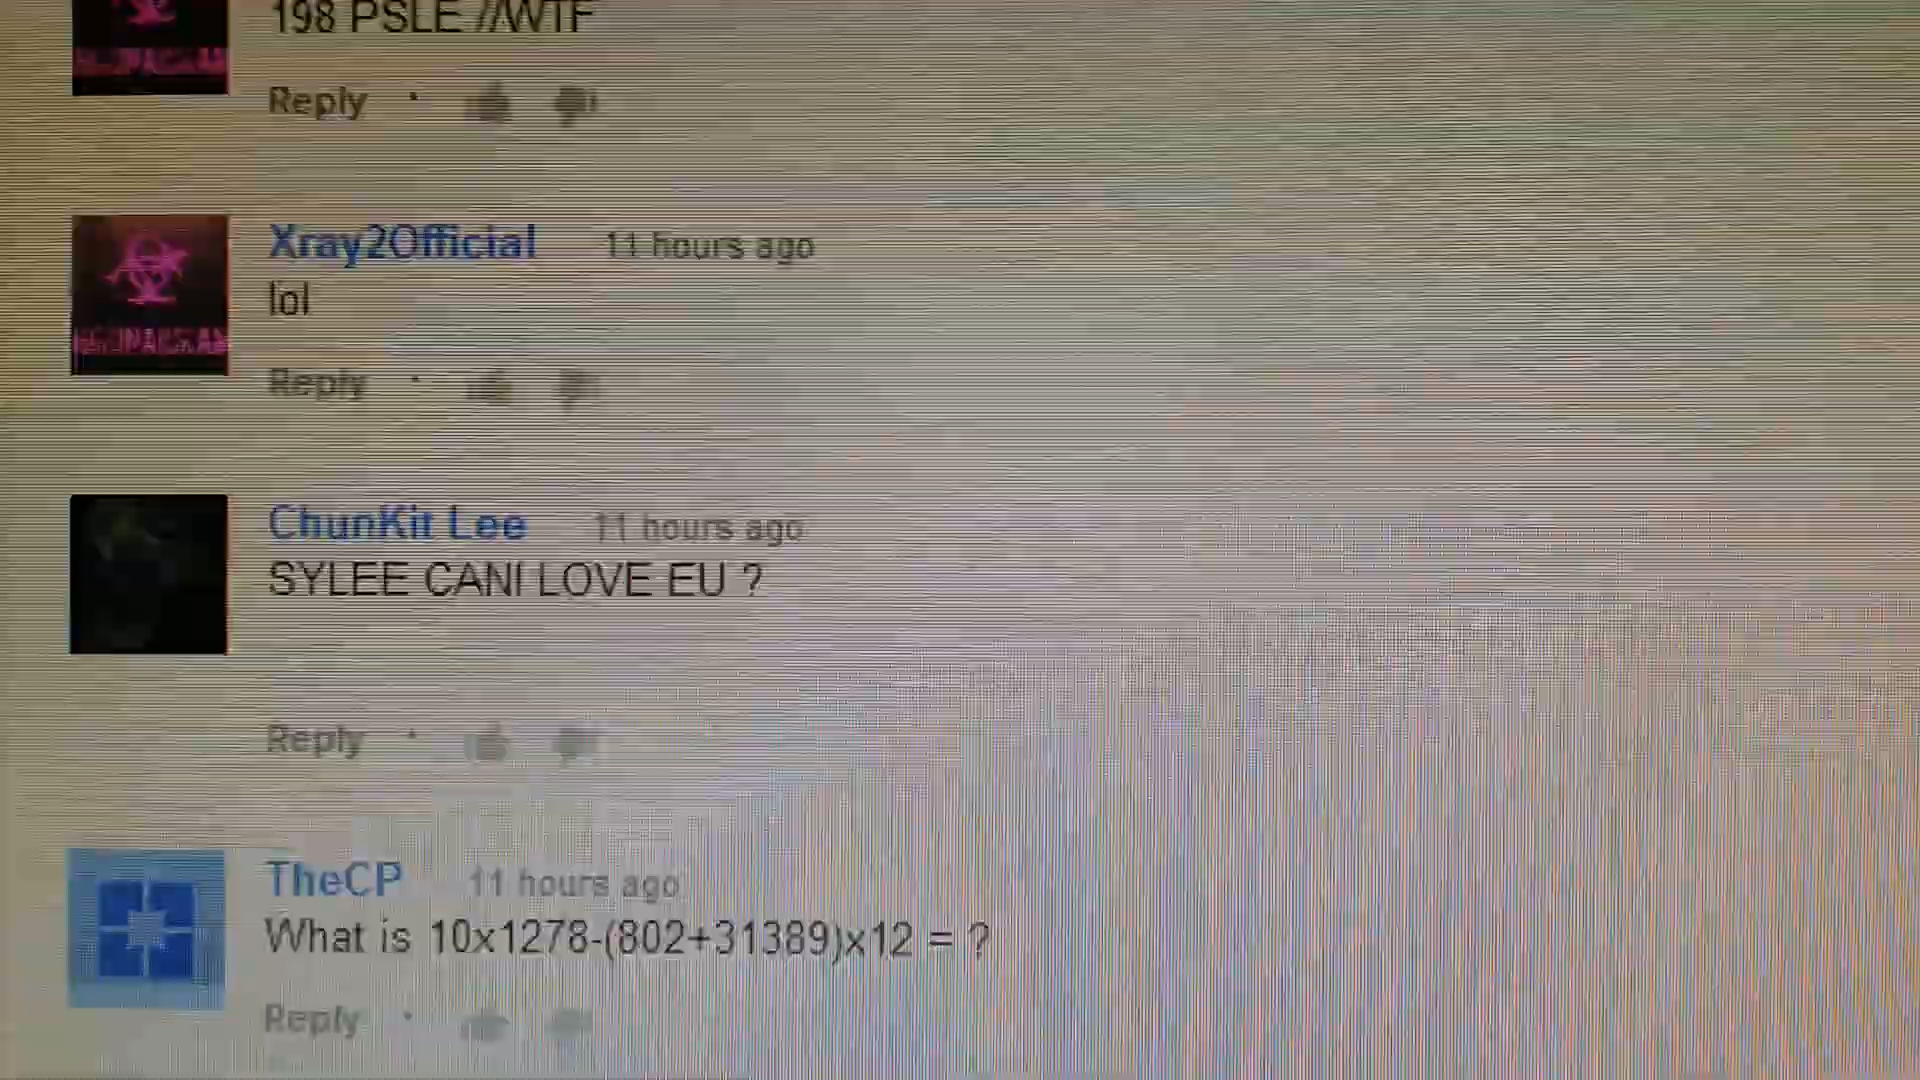 198 PSLE //WTF
Reply
Xray2Official 11 hours ago
lol
Reply
ChunKit Lee 11 hours ago
SYLEE CANI LOVE EU ?
Reply
TheCP 11 hours ago
What is 10x1278-(802+31389)x12 = ?
Reply